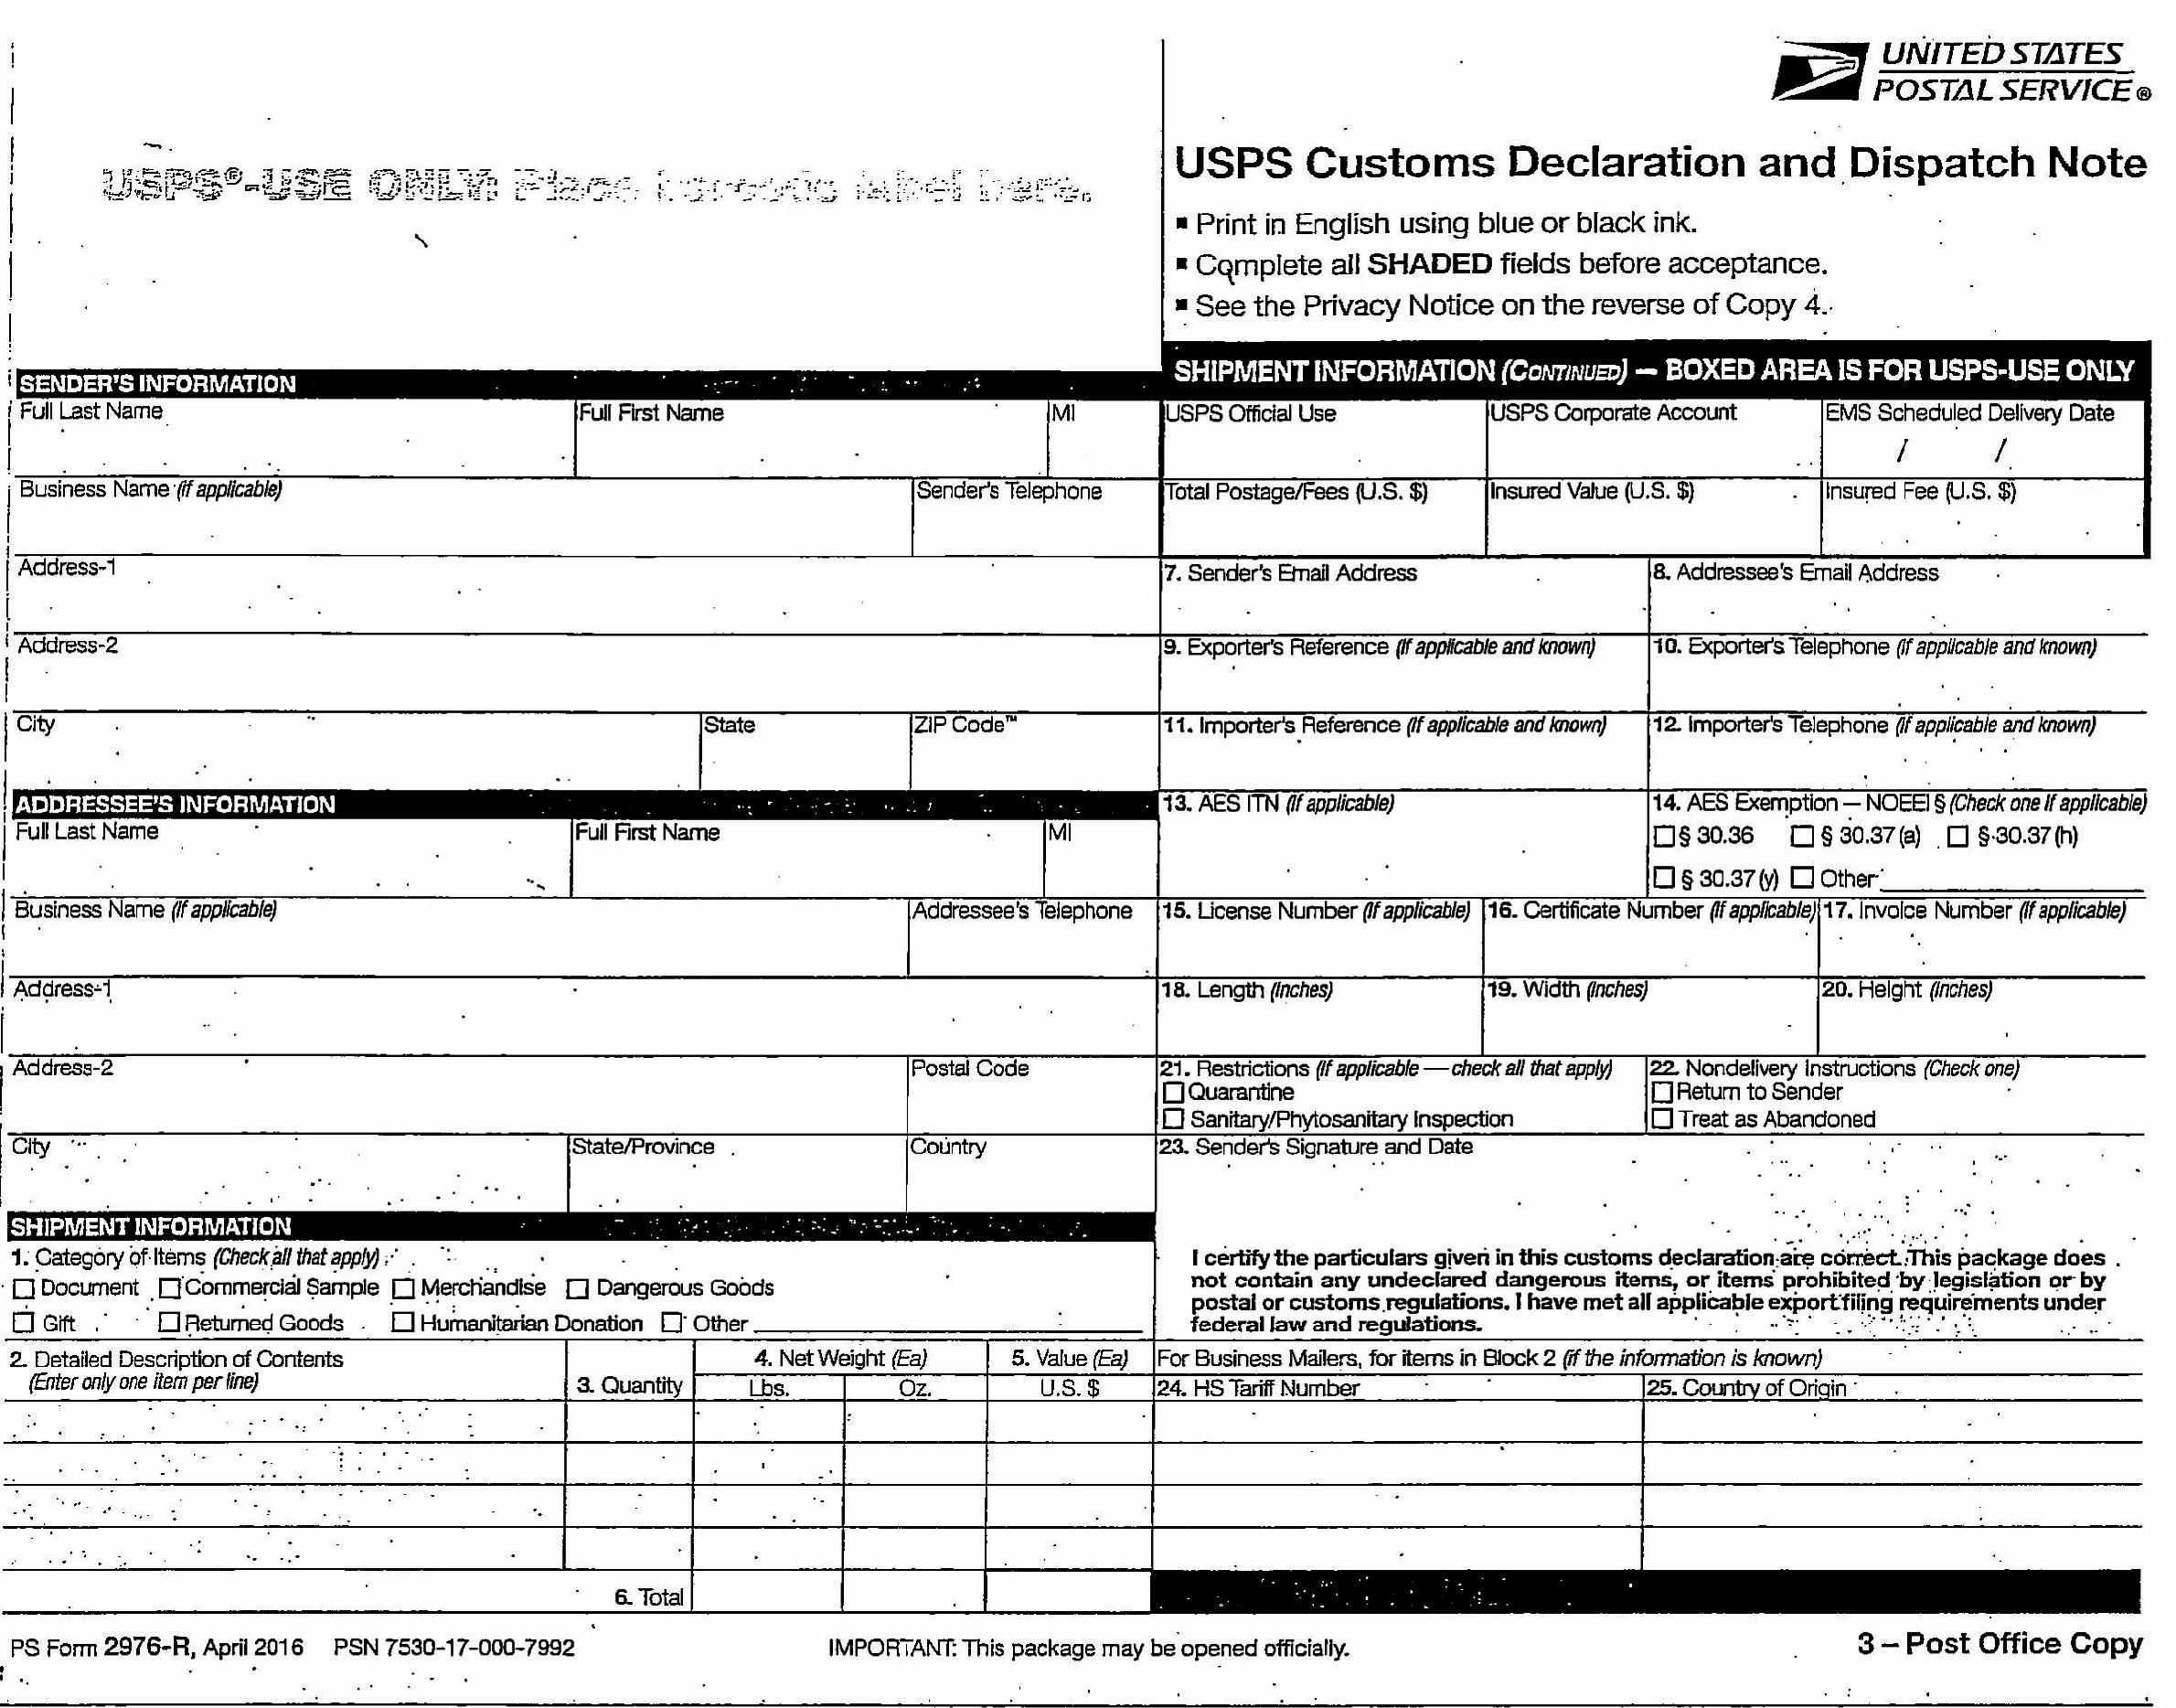 UNITED STATES
POSTAL SERVICE®
USPS®-USE ONLY: Place barcode label here.
USPS Customs Declaration and Dispatch Note
▪ Print in English using blue or black ink.
▪ Complete all SHADED fields before acceptance.
▪ See the Privacy Notice on the reverse of Copy 4.
SENDER'S INFORMATION
Full Last Name Full First Name MI
Business Name (if applicable) Sender's Telephone
Address-1
Address-2
City State ZIP Code™
ADDRESSEE'S INFORMATION
Full Last Name Full First Name MI
Business Name (if applicable) Addressee's Telephone
Address-1
Address-2 Postal Code
City State/Province Country
SHIPMENT INFORMATION
1. Category of Items (Check all that apply)
☐ Document ☐ Commercial Sample ☐ Merchandise ☐ Dangerous Goods
☐ Gift ☐ Returned Goods ☐ Humanitarian Donation ☐ Other
2. Detailed Description of Contents
(Enter only one item per line) 3. Quantity 4. Net Weight (Ea) 5. Value (Ea)
Lbs. Oz. U.S. $
6. Total
SHIPMENT INFORMATION (CONTINUED) — BOXED AREA IS FOR USPS-USE ONLY
USPS Official Use USPS Corporate Account EMS Scheduled Delivery Date
/ /
Total Postage/Fees (U.S. $) Insured Value (U.S. $) Insured Fee (U.S. $)
7. Sender's Email Address 8. Addressee's Email Address
9. Exporter's Reference (If applicable and known) 10. Exporter's Telephone (if applicable and known)
11. Importer's Reference (If applicable and known) 12. Importer's Telephone (if applicable and known)
13. AES ITN (If applicable) 14. AES Exemption — NOEEI § (Check one if applicable)
☐ § 30.36 ☐ § 30.37 (a) ☐ § 30.37 (h)
☐ § 30.37 (y) ☐ Other:
15. License Number (If applicable) 16. Certificate Number (If applicable) 17. Invoice Number (If applicable)
18. Length (Inches) 19. Width (Inches) 20. Height (Inches)
21. Restrictions (If applicable — check all that apply) 22. Nondelivery Instructions (Check one)
☐ Quarantine ☐ Return to Sender
☐ Sanitary/Phytosanitary Inspection ☐ Treat as Abandoned
23. Sender's Signature and Date
I certify the particulars given in this customs declaration are correct. This package does
not contain any undeclared dangerous items, or items prohibited by legislation or by
postal or customs regulations. I have met all applicable export filing requirements under
federal law and regulations.
For Business Mailers, for items in Block 2 (if the information is known)
24. HS Tariff Number 25. Country of Origin
PS Form 2976-R, April 2016 PSN 7530-17-000-7992 IMPORTANT: This package may be opened officially. 3 – Post Office Copy